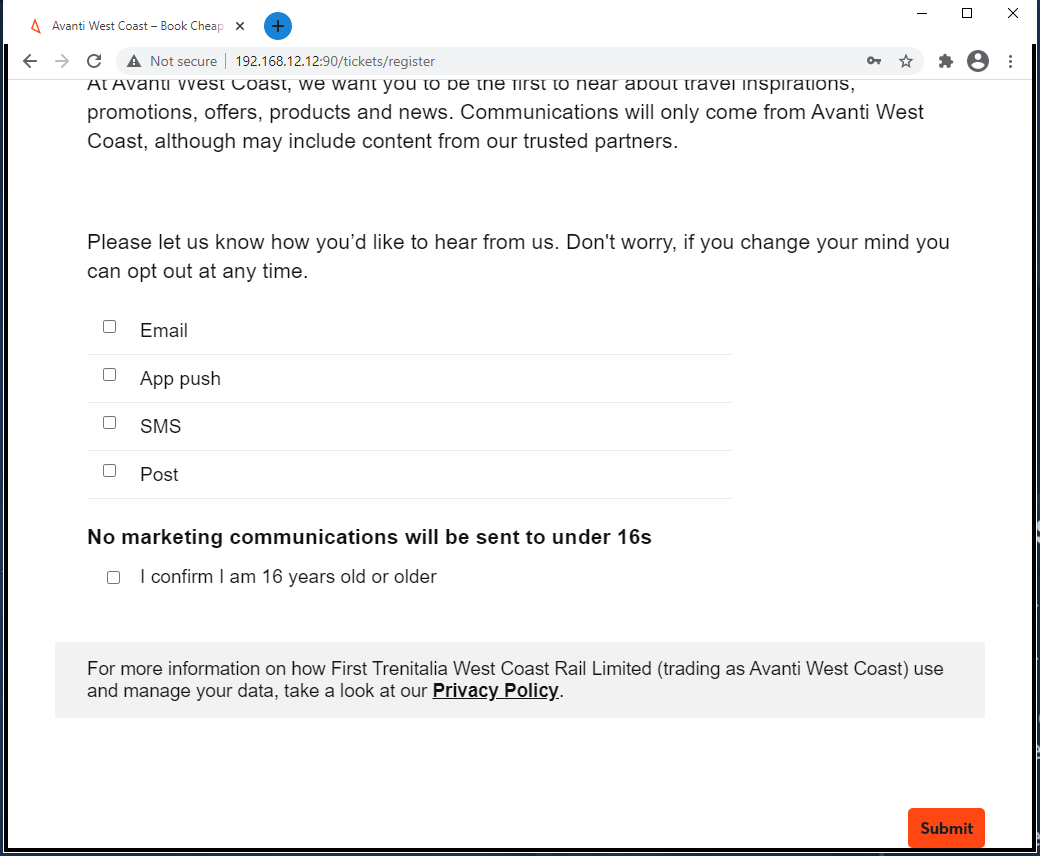 Avanti West Coast – Book Cheap
Not secure
192.168.12.12:90/tickets/register
At Avanti West Coast, we want you to be the first to hear about travel inspirations,
promotions, offers, products and news. Communications will only come from Avanti West
Coast, although may include content from our trusted partners.
Please let us know how you’d like to hear from us. Don't worry, if you change your mind you
can opt out at any time.
Email
App push
SMS
Post
No marketing communications will be sent to under 16s
I confirm I am 16 years old or older
For more information on how First Trenitalia West Coast Rail Limited (trading as Avanti West Coast) use
and manage your data, take a look at our Privacy Policy.
Submit